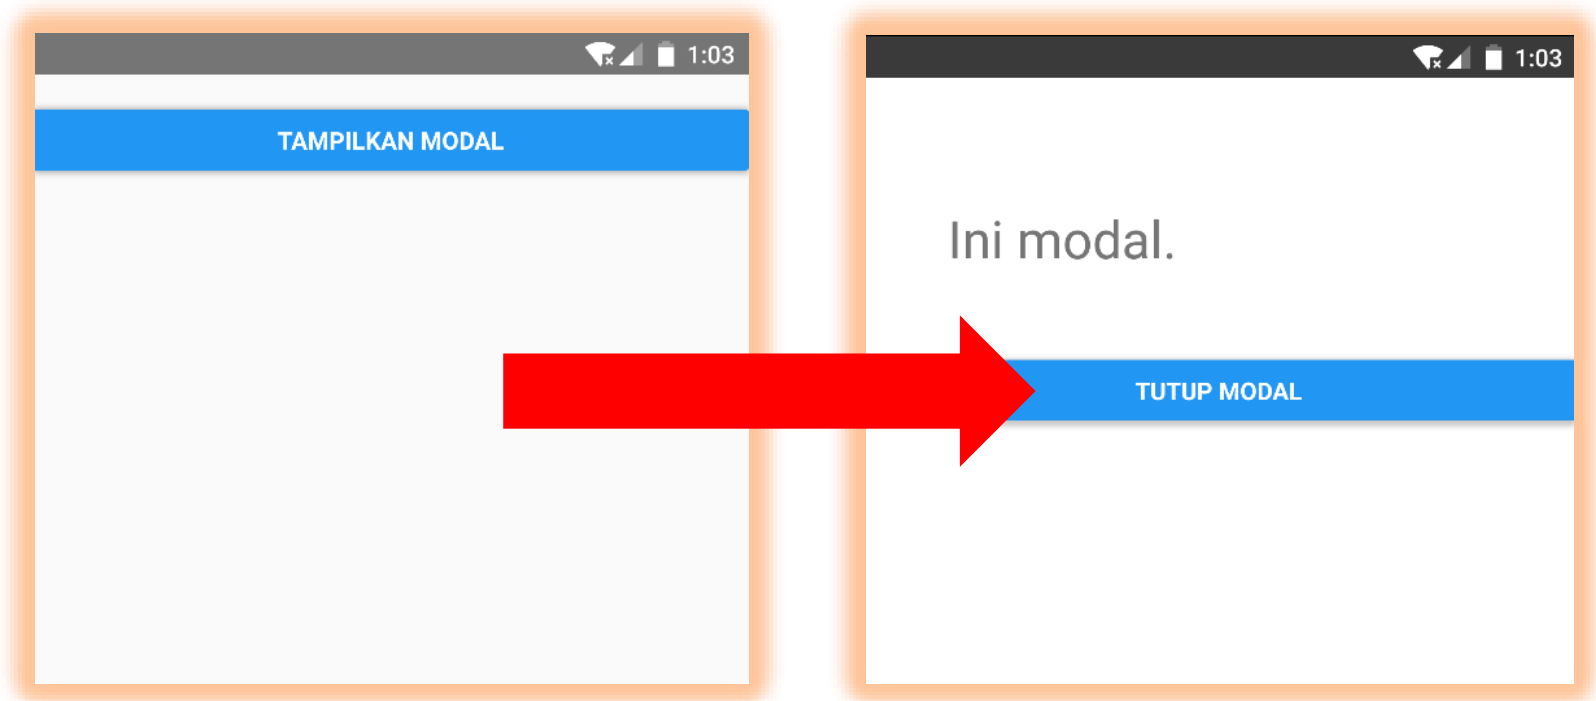 1:03
TAMPILKAN MODAL
1:03
Ini modal.
TUTUP MODAL